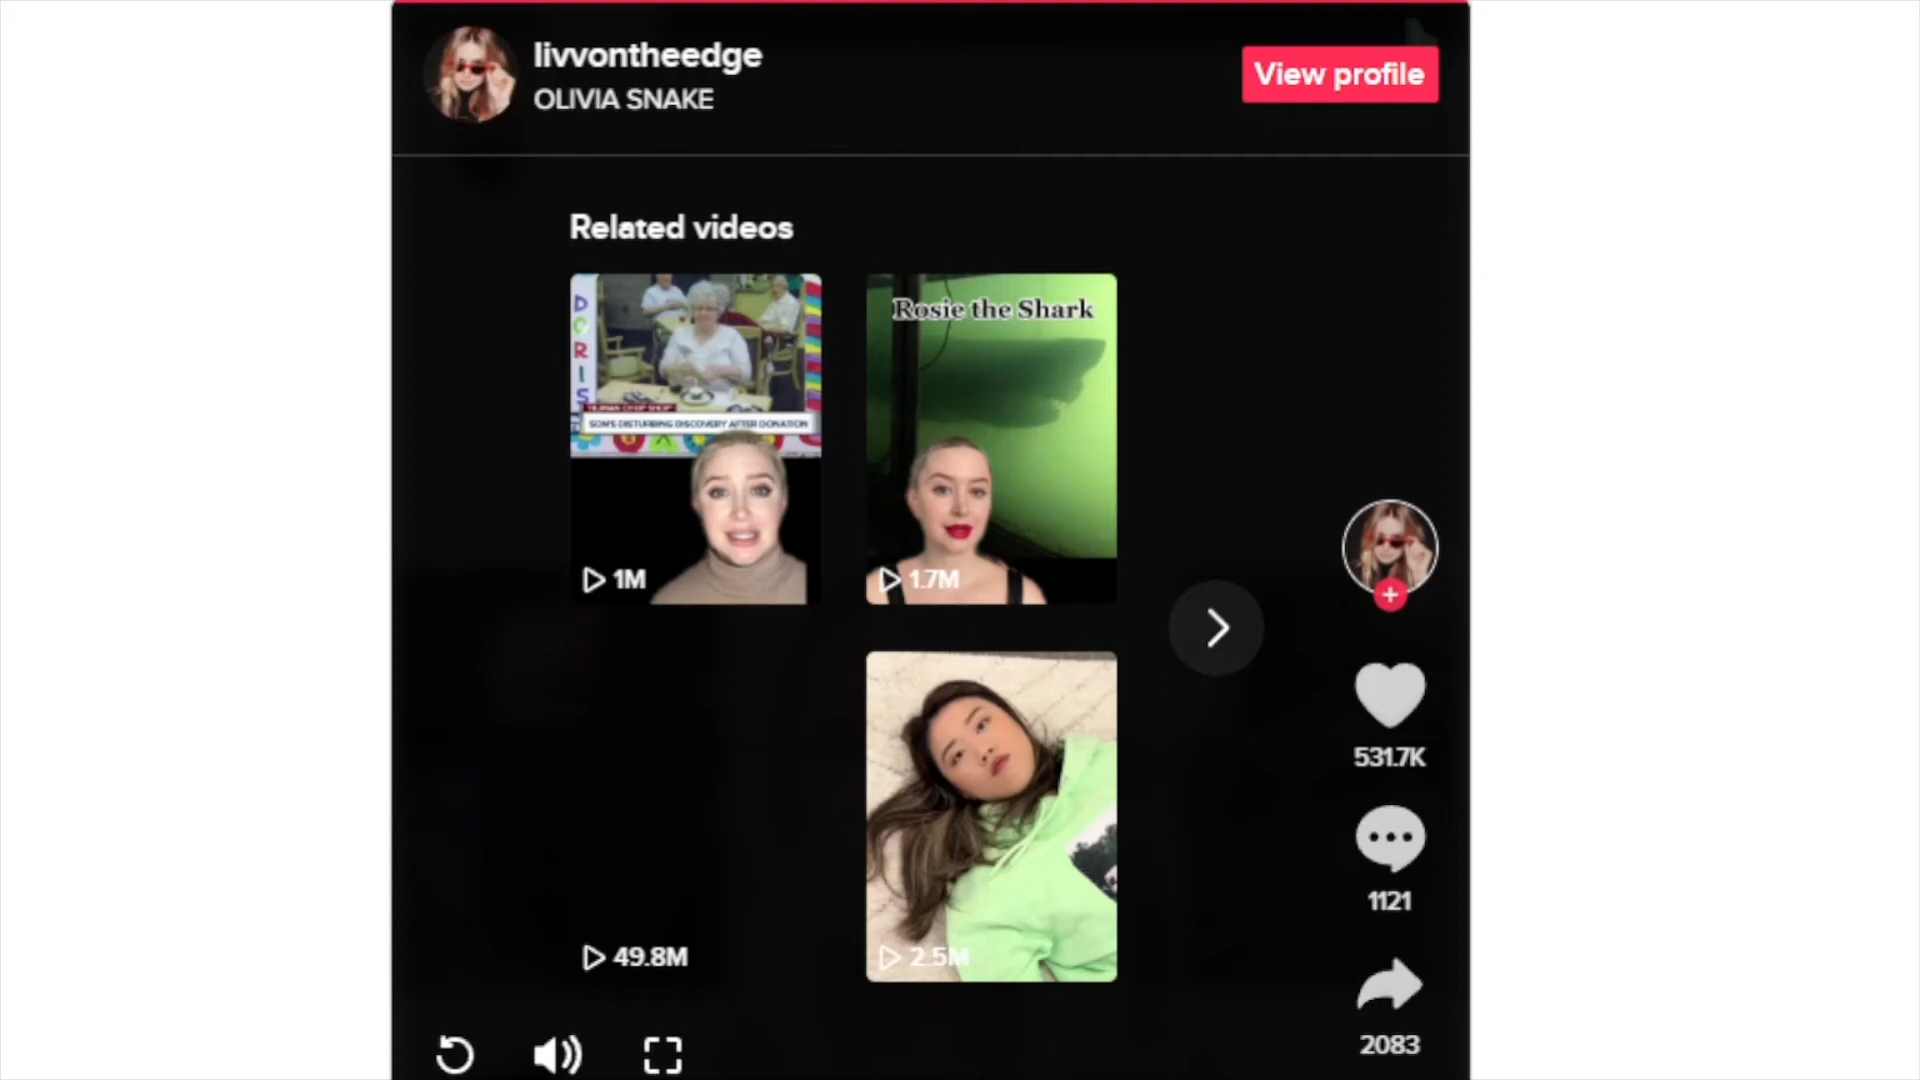 livvontheedge
OLIVIA SNAKE
View profile
Related videos
DORIS
SON'S DISTURBING DISCOVERY AFTER DONATION
1M
Rosie the Shark
1.7M
49.8M
2.5M
531.7K
1121
2083